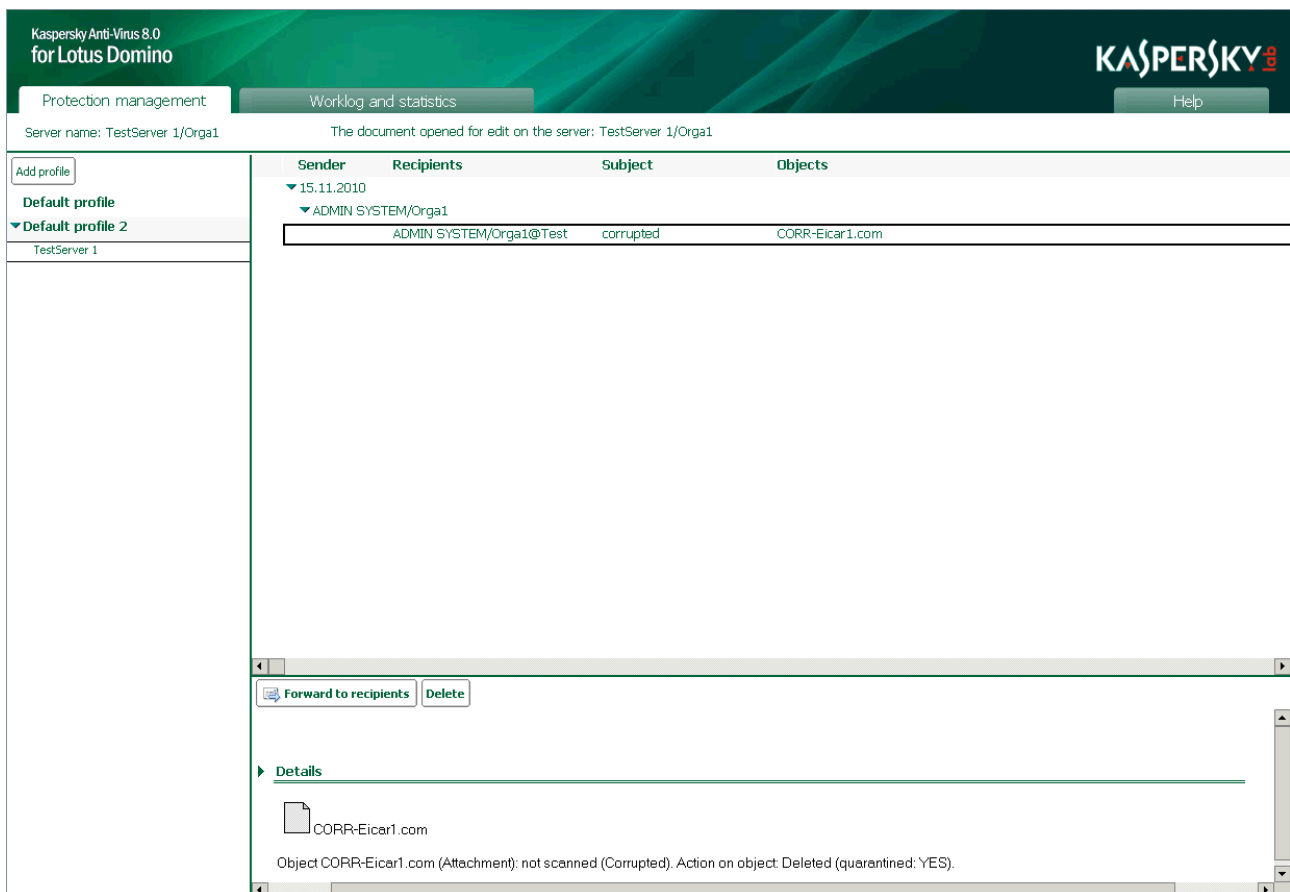 Kaspersky Anti-Virus 8.0
for Lotus Domino
KASPERSKY lab
Protection management
Worklog and statistics
Help
Server name: TestServer 1/Orga1
The document opened for edit on the server: TestServer 1/Orga1
Add profile
Default profile
Default profile 2
TestServer 1
Sender Recipients Subject Objects
15.11.2010
ADMIN SYSTEM/Orga1
ADMIN SYSTEM/Orga1@Test corrupted CORR-Eicar1.com
Forward to recipients Delete
Details
CORR-Eicar1.com
Object CORR-Eicar1.com (Attachment): not scanned (Corrupted). Action on object: Deleted (quarantined: YES).